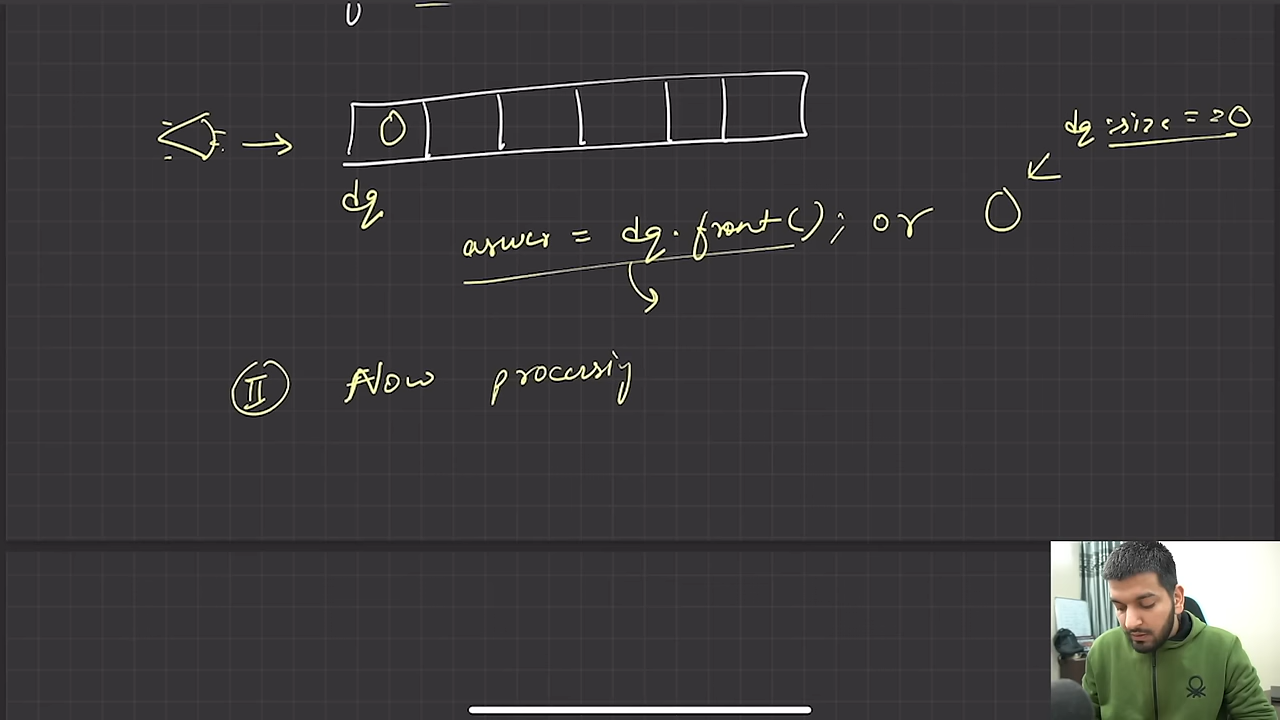 0
dq.size==0
dq
answer = dq.front(); or 0
II Now processing